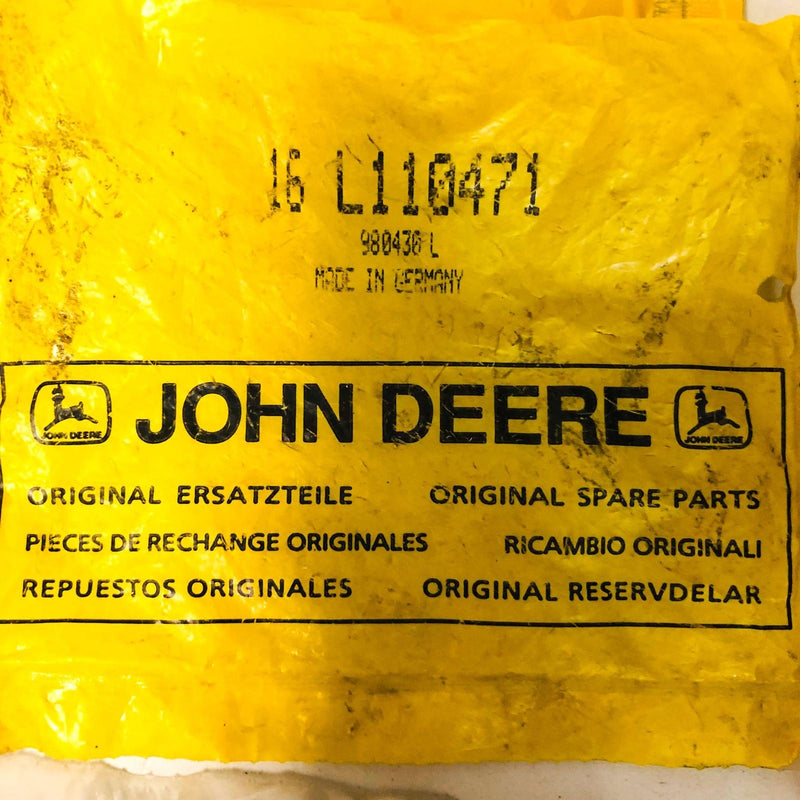 16 L110471
980430 L
MADE IN GERMANY
JOHN DEERE JOHN DEERE JOHN DEERE
ORIGINAL ERSATZTEILE ORIGINAL SPARE PARTS
PIECES DE RECHANGE ORIGINALES RICAMBIO ORIGINALI
REPUESTOS ORIGINALES ORIGINAL RESERVDELAR